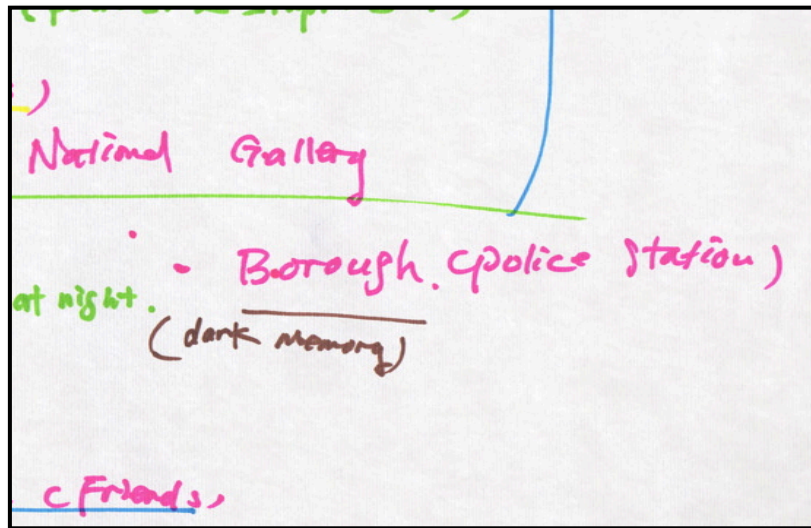 National Gallery
- Borough. (police station)
at night.
(dark memory)
(Friends,